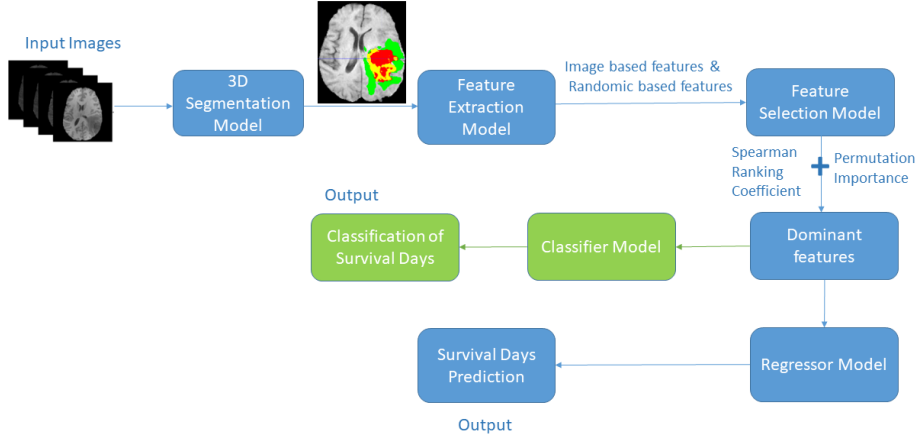 Input Images
3D
Segmentation
Model
Feature
Extraction
Model
Image based features &
Randomic based features
Feature
Selection Model
Spearman
Ranking
Coefficient
Permutation
Importance
Output
Classification of
Survival Days
Classifier Model
Dominant
features
Survival Days
Prediction
Regressor Model
Output